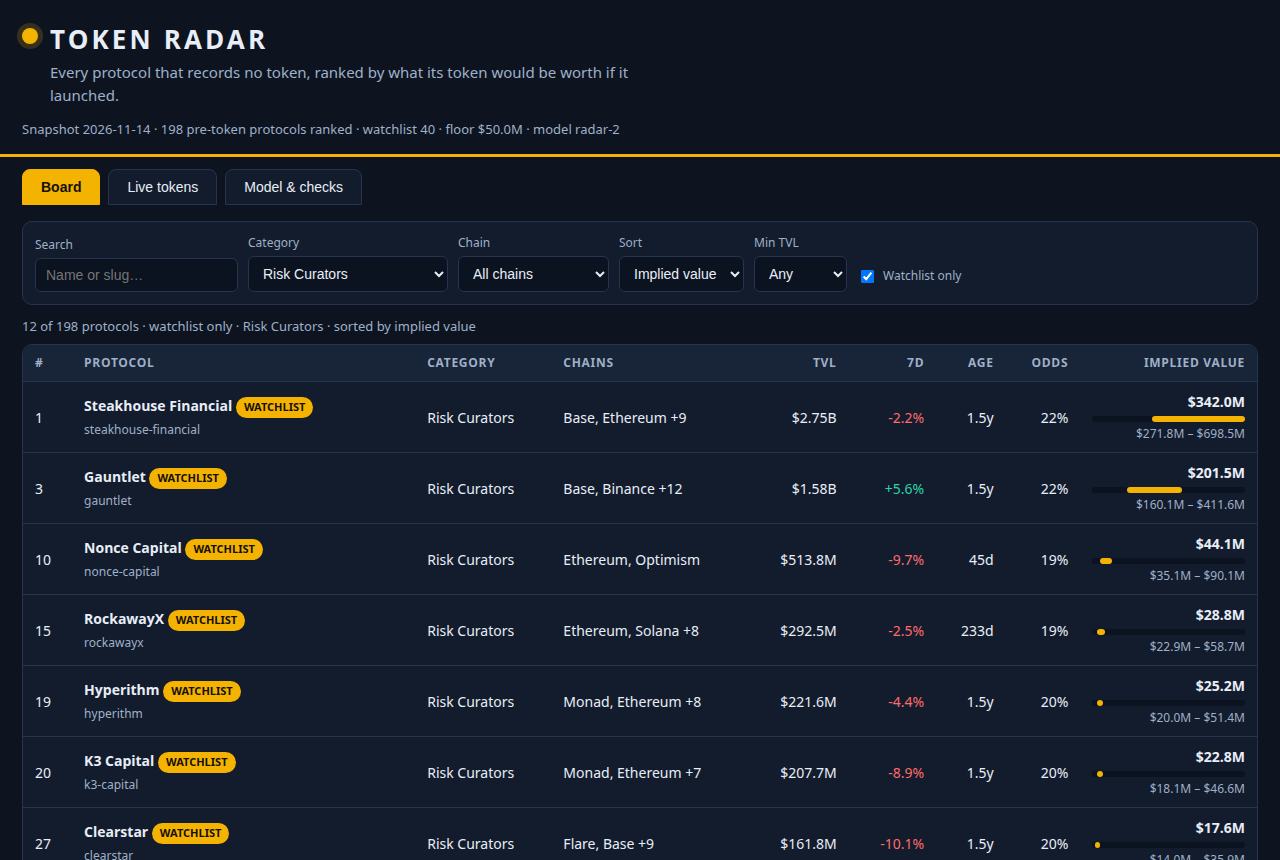 TOKEN RADAR
Every protocol that records no token, ranked by what its token would be worth if it
launched.
Snapshot 2026-11-14 · 198 pre-token protocols ranked · watchlist 40 · floor $50.0M · model radar-2
Board Live tokens Model & checks
Search Category Chain Sort Min TVL
Name or slug… Risk Curators All chains Implied value Any Watchlist only
12 of 198 protocols · watchlist only · Risk Curators · sorted by implied value
# PROTOCOL CATEGORY CHAINS TVL 7D AGE ODDS IMPLIED VALUE
1 Steakhouse Financial WATCHLIST Risk Curators Base, Ethereum +9 $2.75B -2.2% 1.5y 22% $342.0M
steakhouse-financial $271.8M – $698.5M
3 Gauntlet WATCHLIST Risk Curators Base, Binance +12 $1.58B +5.6% 1.5y 22% $201.5M
gauntlet $160.1M – $411.6M
10 Nonce Capital WATCHLIST Risk Curators Ethereum, Optimism $513.8M -9.7% 45d 19% $44.1M
nonce-capital $35.1M – $90.1M
15 RockawayX WATCHLIST Risk Curators Ethereum, Solana +8 $292.5M -2.5% 233d 19% $28.8M
rockawayx $22.9M – $58.7M
19 Hyperithm WATCHLIST Risk Curators Monad, Ethereum +8 $221.6M -4.4% 1.5y 20% $25.2M
hyperithm $20.0M – $51.4M
20 K3 Capital WATCHLIST Risk Curators Monad, Ethereum +7 $207.7M -8.9% 1.5y 20% $22.8M
k3-capital $18.1M – $46.6M
27 Clearstar WATCHLIST Risk Curators Flare, Base +9 $161.8M -10.1% 1.5y 20% $17.6M
clearstar $14.0M – $35.9M